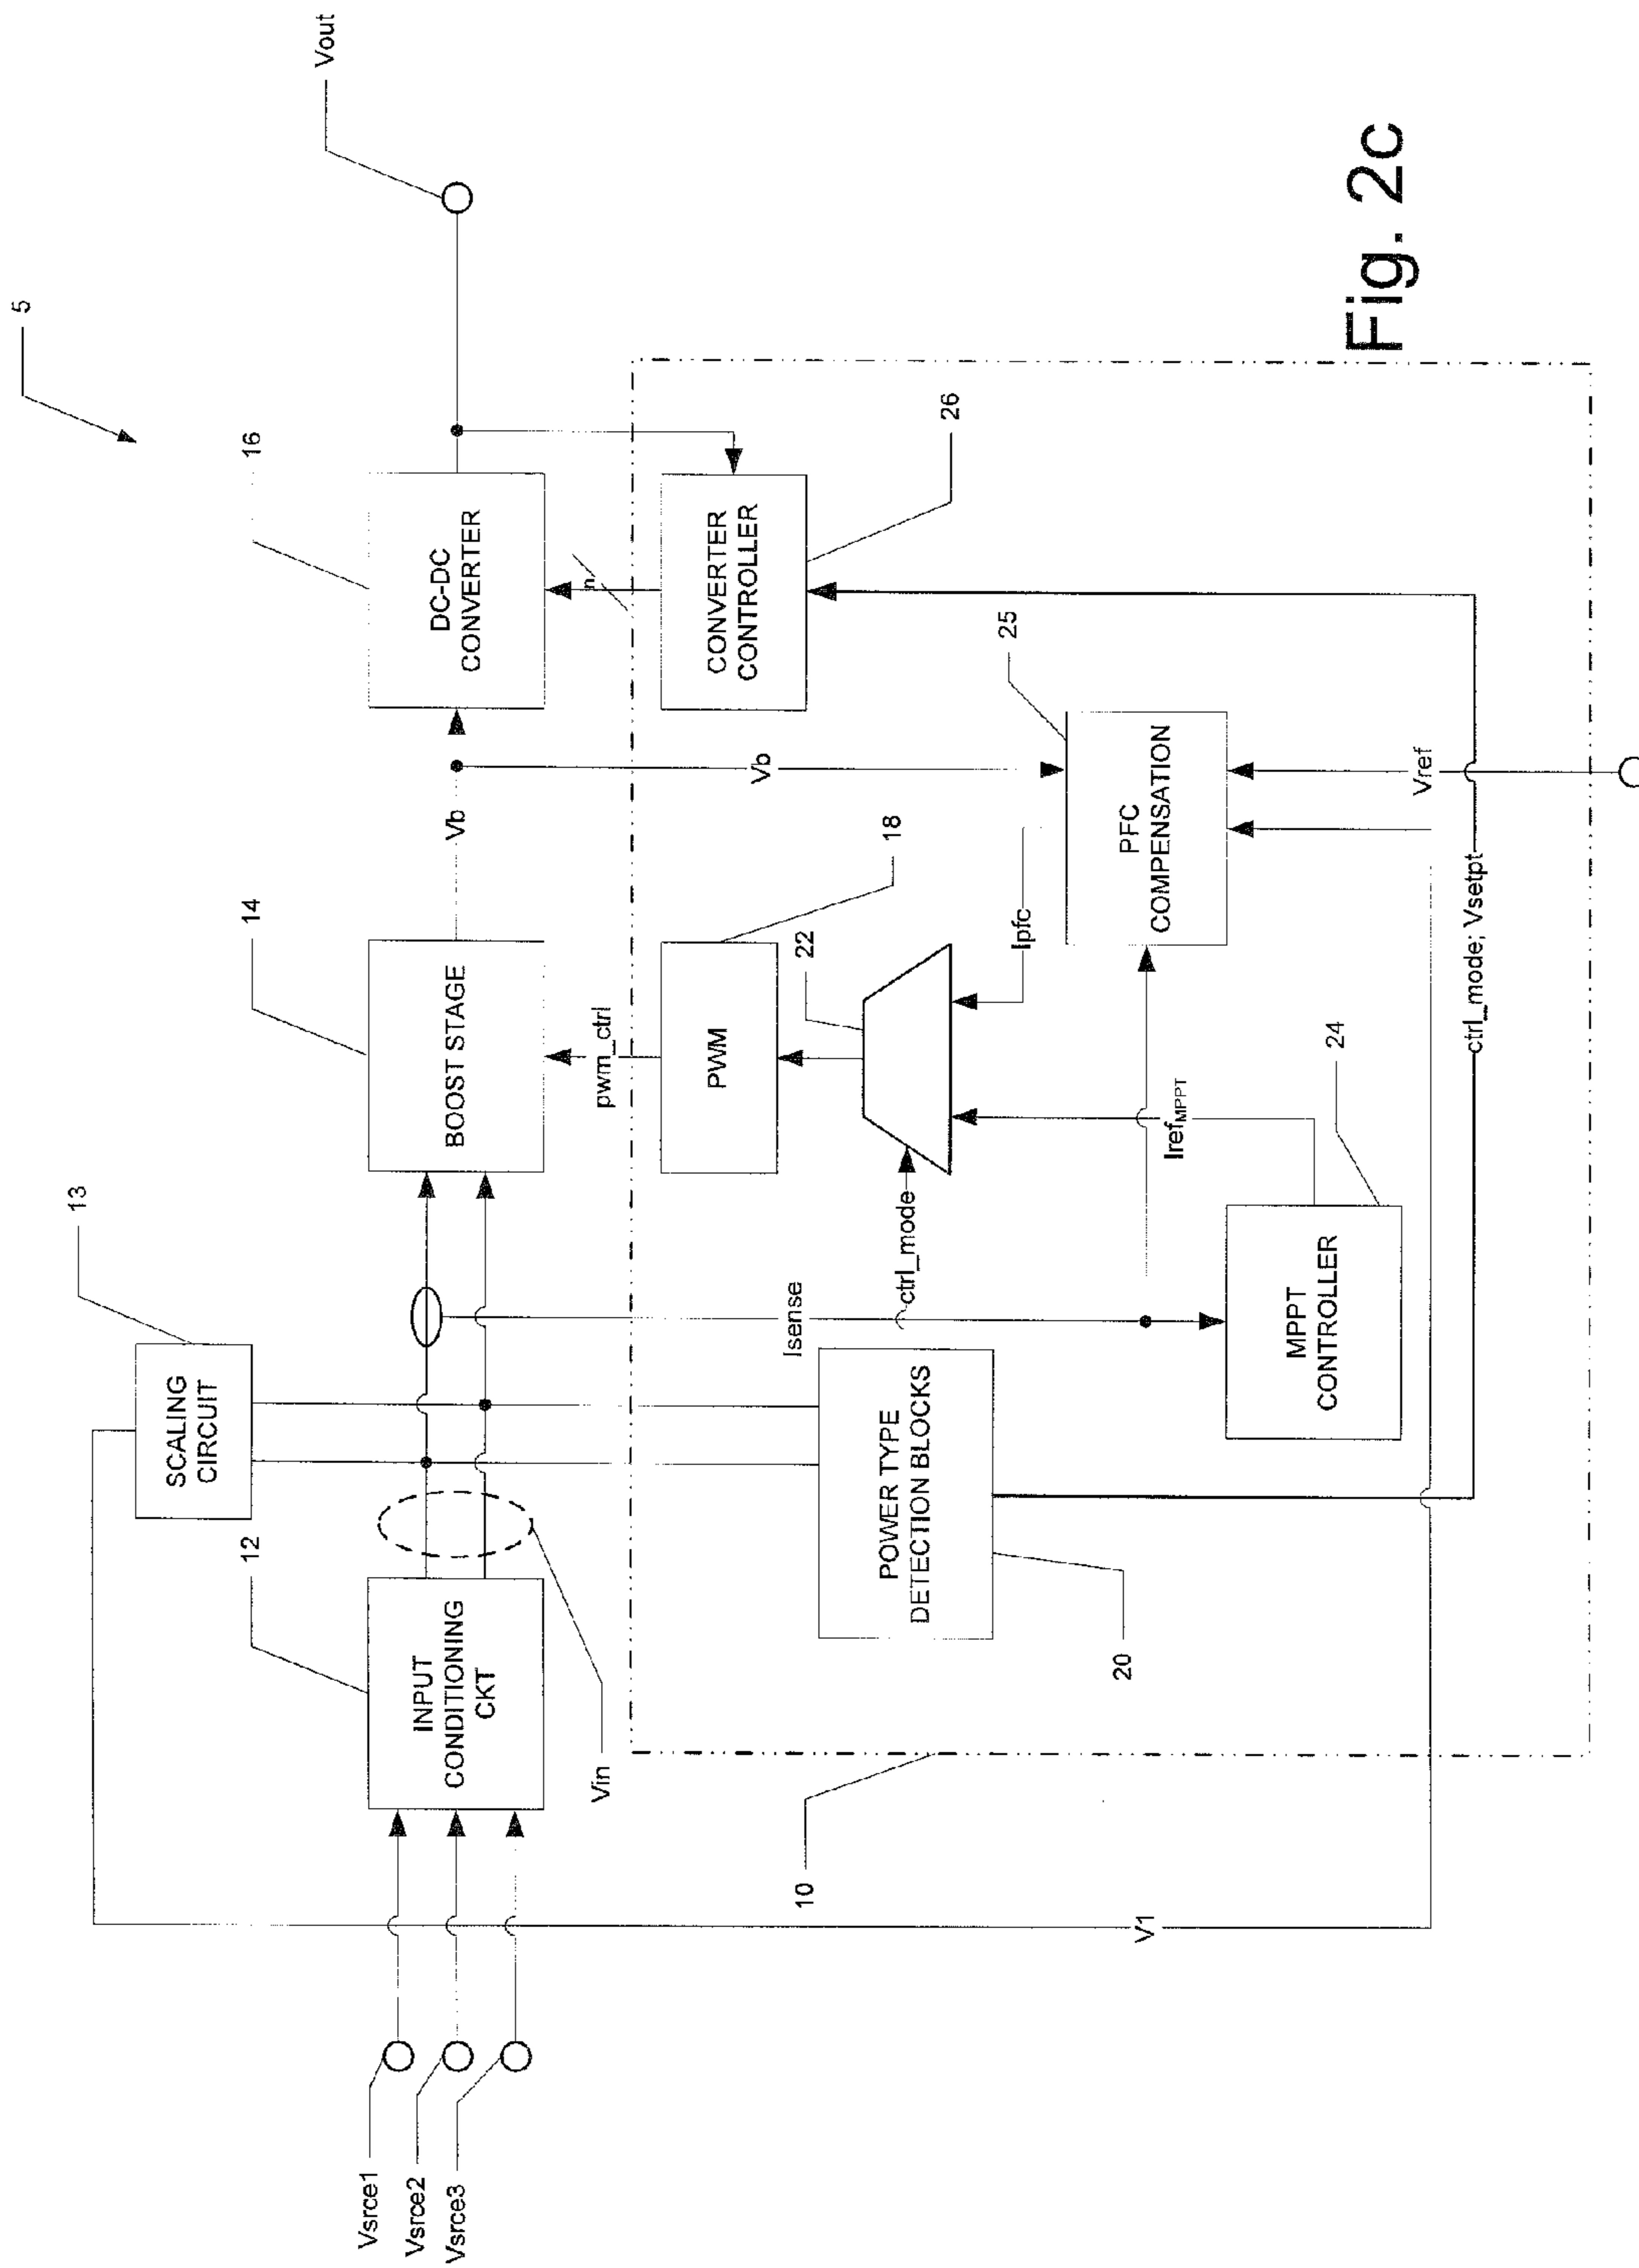 5
Vout
13
14
16
SCALING
CIRCUIT
12
INPUT
CONDITIONING
CKT
BOOST STAGE
Vb
DC-DC
CONVERTER
Vsrce1
Vsrce2
Vsrce3
Vin
pwm_ctrl
n
Isense
PWM
18
Vb
CONVERTER
CONTROLLER
26
22
ctrl_mode
POWER TYPE
DETECTION BLOCKS
20
10
Ipfc
25
PFC
COMPENSATION
Iref MPPT
V1
MPPT
CONTROLLER
24
Vref
ctrl_mode; Vsetpt
Fig. 2c